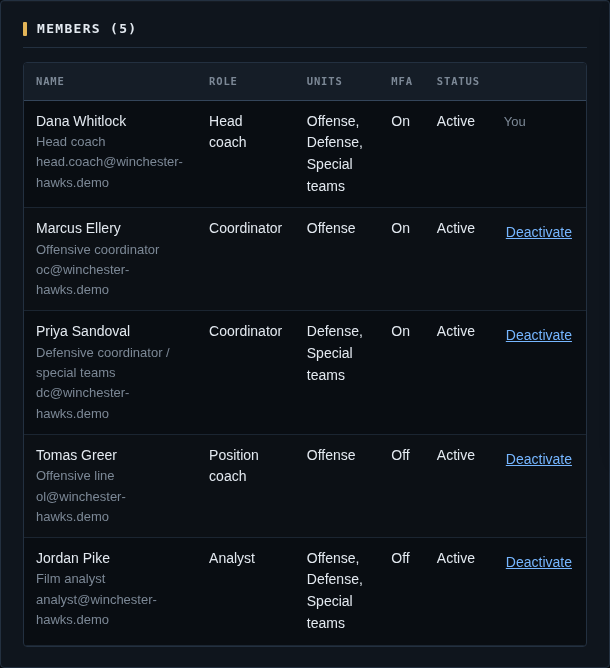 MEMBERS (5)
NAME ROLE UNITS MFA STATUS
Dana Whitlock
Head coach
head.coach@winchester-
hawks.demo
Head
coach
Offense,
Defense,
Special
teams
On
Active
You
Marcus Ellery
Offensive coordinator
oc@winchester-
hawks.demo
Coordinator
Offense
On
Active
Deactivate
Priya Sandoval
Defensive coordinator /
special teams
dc@winchester-
hawks.demo
Coordinator
Defense,
Special
teams
On
Active
Deactivate
Tomas Greer
Offensive line
ol@winchester-
hawks.demo
Position
coach
Offense
Off
Active
Deactivate
Jordan Pike
Film analyst
analyst@winchester-
hawks.demo
Analyst
Offense,
Defense,
Special
teams
Off
Active
Deactivate